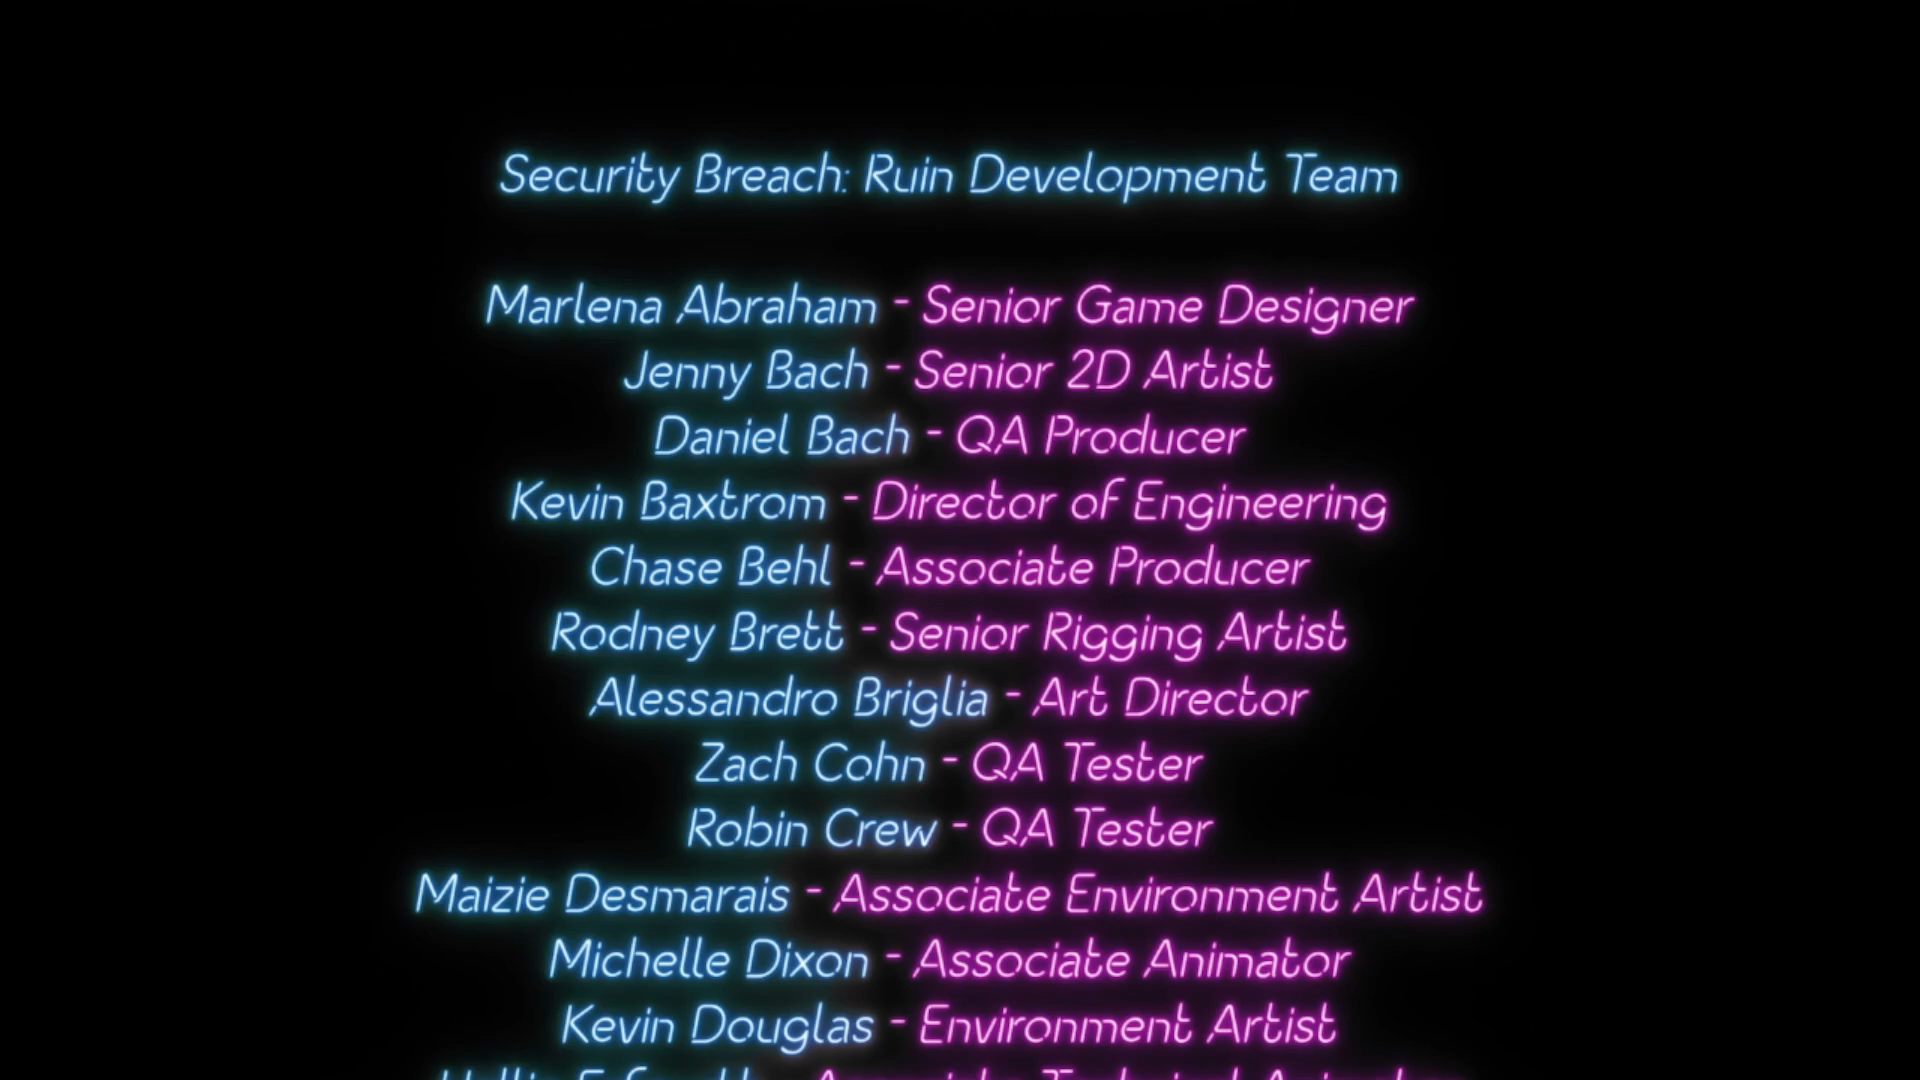 Security Breach: Ruin Development Team
Marlena Abraham - Senior Game Designer
Jenny Bach - Senior 2D Artist
Daniel Bach - QA Producer
Kevin Baxtrom - Director of Engineering
Chase Behl - Associate Producer
Rodney Brett - Senior Rigging Artist
Alessandro Briglia - Art Director
Zach Cohn - QA Tester
Robin Crew - QA Tester
Maizie Desmarais - Associate Environment Artist
Michelle Dixon - Associate Animator
Kevin Douglas - Environment Artist